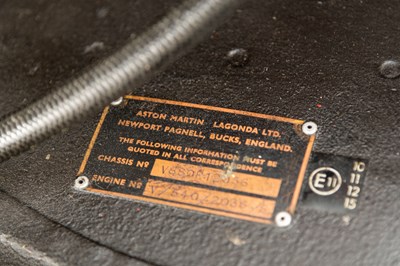 ASTON MARTIN LAGONDA LTD.
NEWPORT PAGNELL, BUCKS, ENGLAND.
THE FOLLOWING INFORMATION MUST BE
QUOTED IN ALL CORRESPONDENCE
CHASSIS Nº
ENGINE Nº
E 11
10
11
12
15